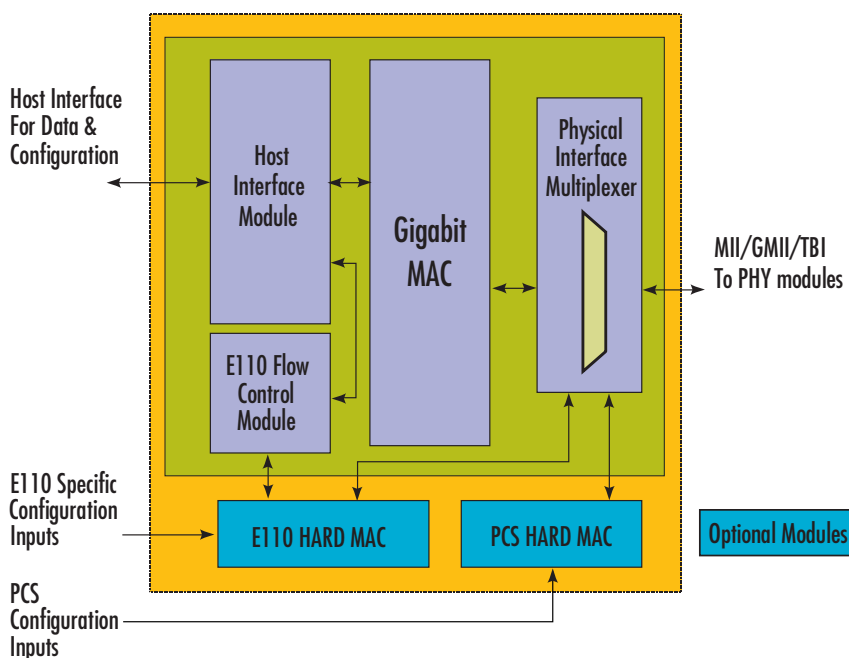 Host Interface
For Data &
Configuration
Host
Interface
Module
Gigabit
MAC
Physical
Interface
Multiplexer
MII/GMII/TBI
To PHY modules
E110 Flow
Control
Module
E110 Specific
Configuration
Inputs
E110 HARD MAC
PCS HARD MAC
Optional Modules
PCS
Configuration
Inputs